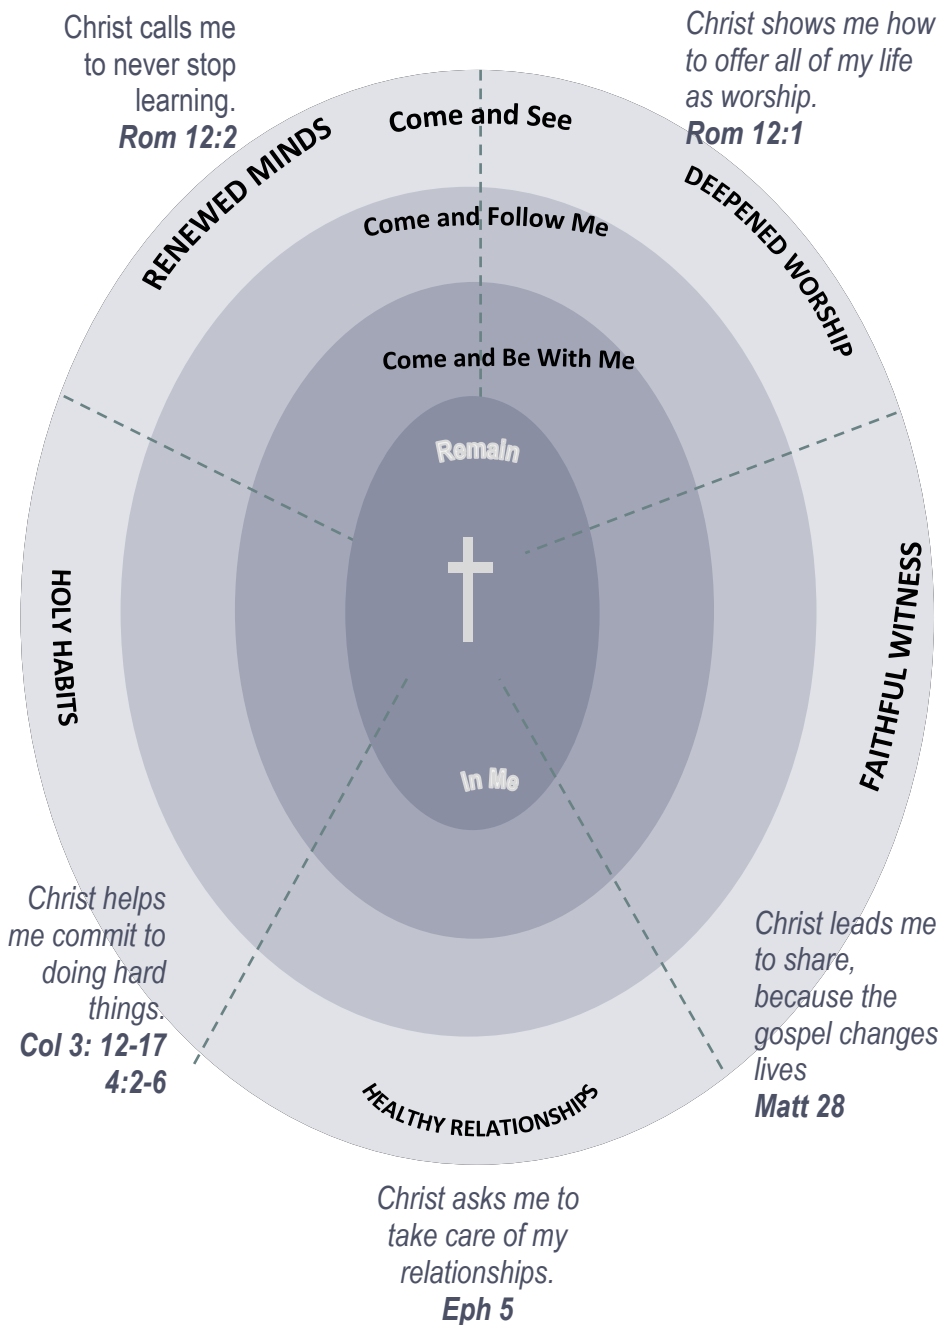 Christ calls me
to never stop
learning.
Rom 12:2
Christ shows me how
to offer all of my life
as worship.
Rom 12:1
Come and See
RENEWED MINDS
DEEPENED WORSHIP
Come and Follow Me
Come and Be With Me
Remain
In Me
HOLY HABITS
FAITHFUL WITNESS
Christ helps
me commit to
doing hard
things.
Col 3: 12-17
4:2-6
Christ leads me
to share,
because the
gospel changes
lives
Matt 28
HEALTHY RELATIONSHIPS
Christ asks me to
take care of my
relationships.
Eph 5